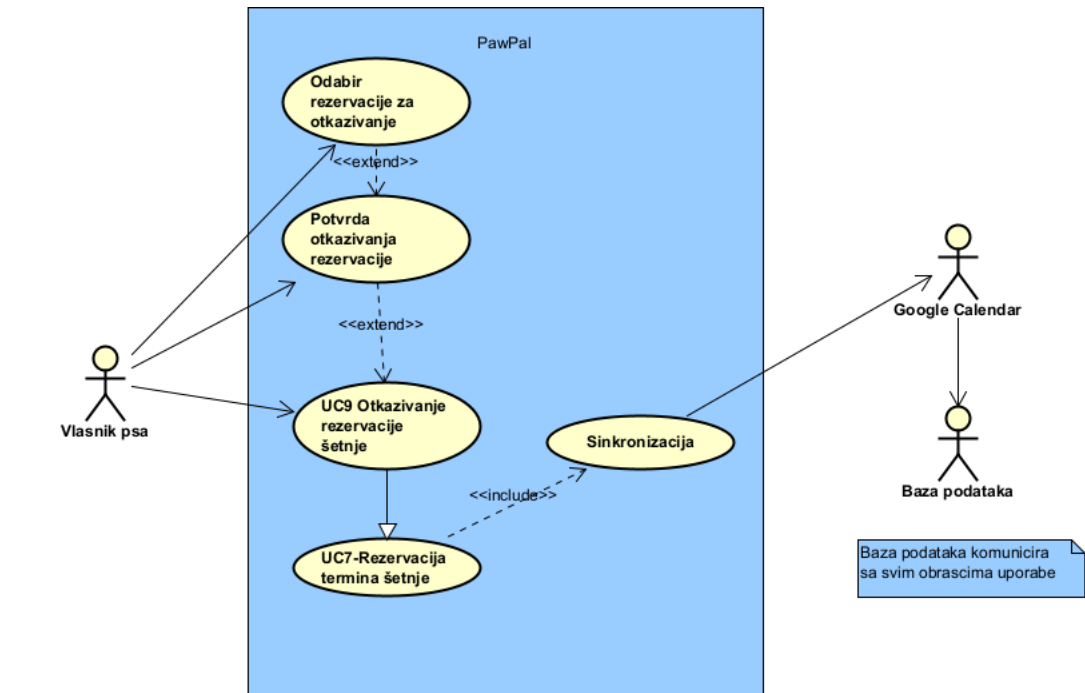 PawPal
Odabir
rezervacije za
otkazivanje
<<extend>>
Potvrda
otkazivanja
rezervacije
<<extend>>
Vlasnik psa
UC9 Otkazivanje
rezervacije
šetnje
Sinkronizacija
<<include>>
UC7-Rezervacija
termina šetnje
Google Calendar
Baza podataka
Baza podataka komunicira
sa svim obrascima uporabe